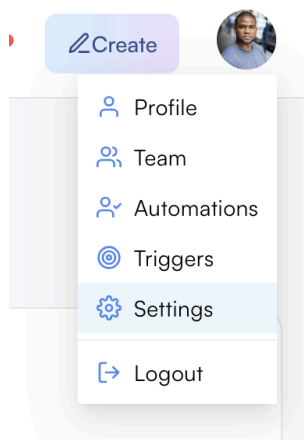 Create
Profile
Team
Automations
Triggers
Settings
Logout